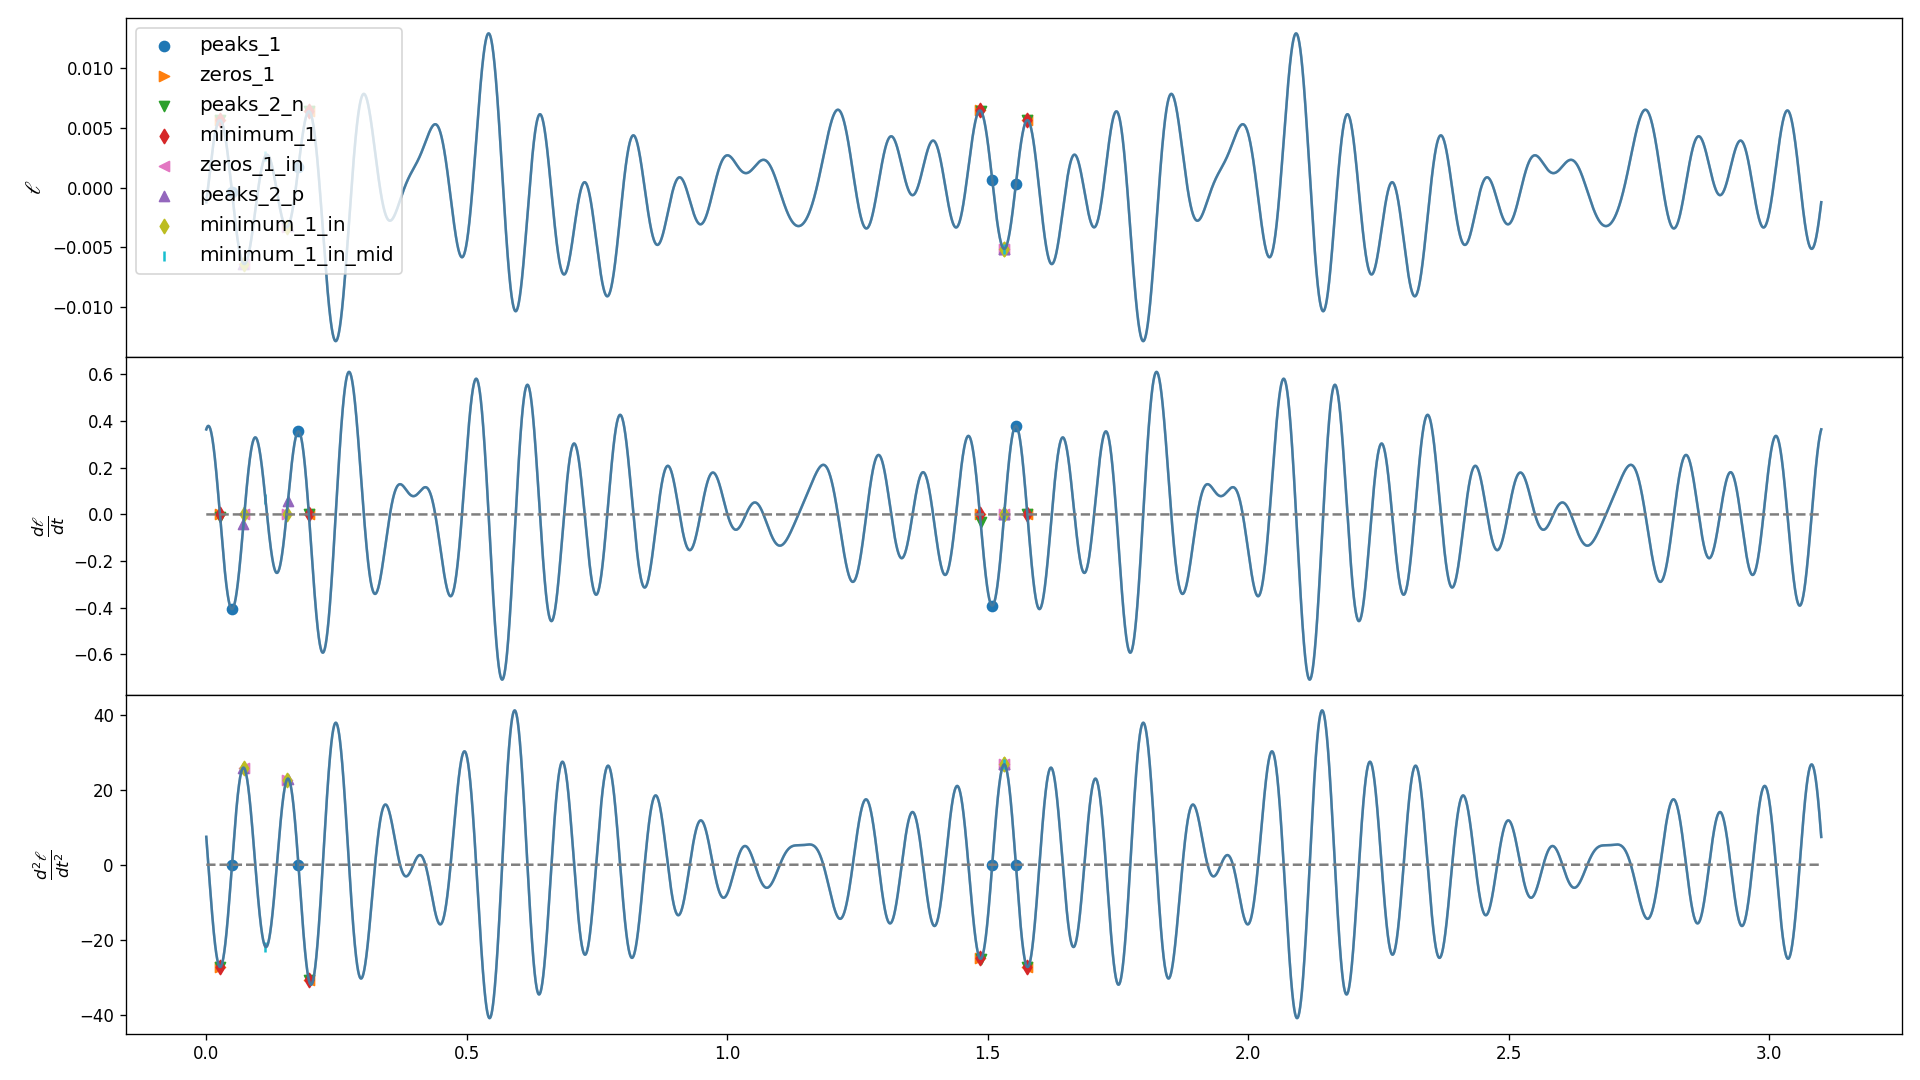 peaks_1
zeros_1
peaks_2_n
minimum_1
zeros_1_in
peaks_2_p
minimum_1_in
minimum_1_in_mid
0.010
0.005
0.000
−0.005
−0.010
ℓ
0.6
0.4
0.2
0.0
−0.2
−0.4
−0.6
dℓ
dt
40
20
0
−20
−40
d²ℓ
dt²
0.0 0.5 1.0 1.5 2.0 2.5 3.0